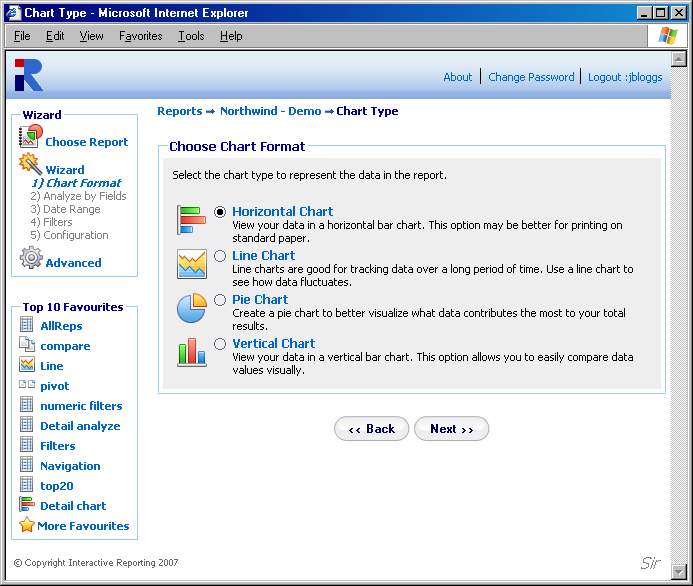 Chart Type - Microsoft Internet Explorer
File Edit View Favorites Tools Help
R
About Change Password Logout :jbloggs
Wizard
Choose Report
Wizard
1) Chart Format
2) Analyze by Fields
3) Date Range
4) Filters
5) Configuration
Advanced
Top 10 Favourites
AllReps
compare
Line
pivot
numeric filters
Detail analyze
Filters
Navigation
top20
Detail chart
More Favourites
Reports ➡ Northwind - Demo ➡ Chart Type
Choose Chart Format
Select the chart type to represent the data in the report.
Horizontal Chart
View your data in a horizontal bar chart. This option may be better for printing on
standard paper.
Line Chart
Line charts are good for tracking data over a long period of time. Use a line chart to
see how data fluctuates.
Pie Chart
Create a pie chart to better visualize what data contributes the most to your total
results.
Vertical Chart
View your data in a vertical bar chart. This option allows you to easily compare data
values visually.
<< Back Next >>
© Copyright Interactive Reporting 2007
Sir